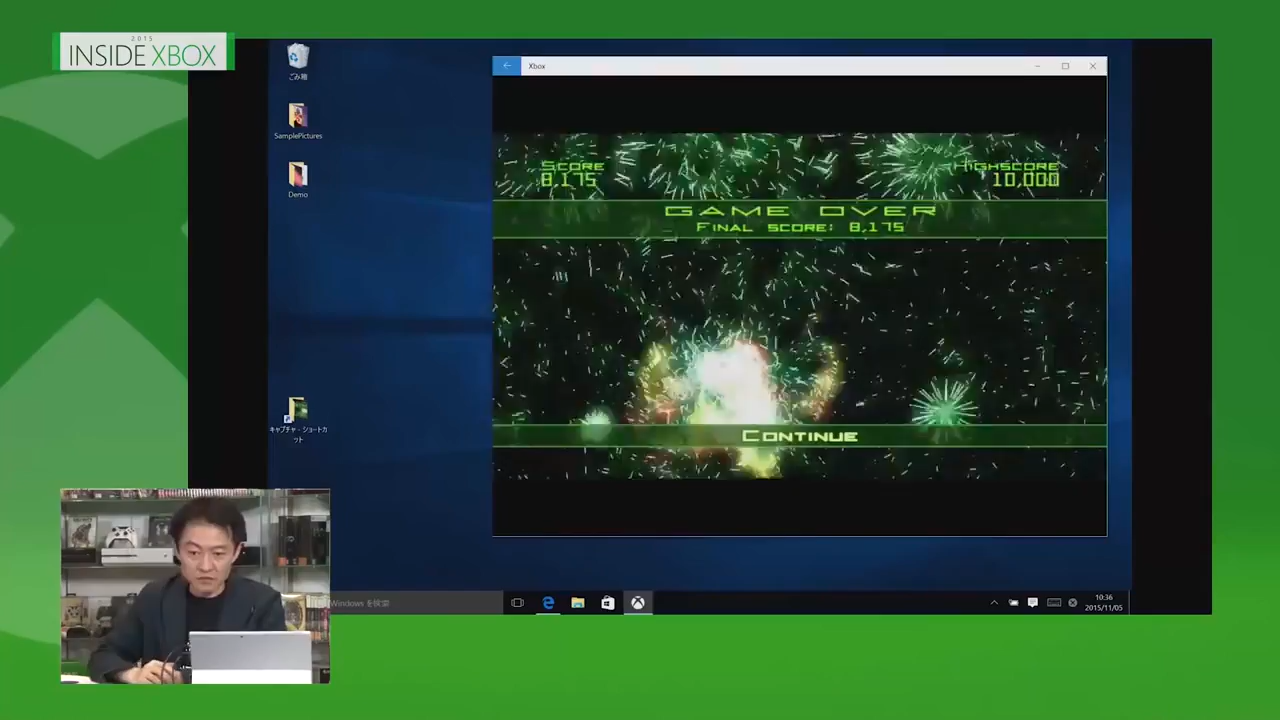 2015
INSIDE XBOX
ごみ箱
SamplePictures
Demo
キャプチャ - ショートカ
ット
Xbox
SCORE
8,175
HIGHSCORE
10,000
GAME OVER
FINAL SCORE: 8,175
CONTINUE
Windows を検索
10:36
2015/11/05